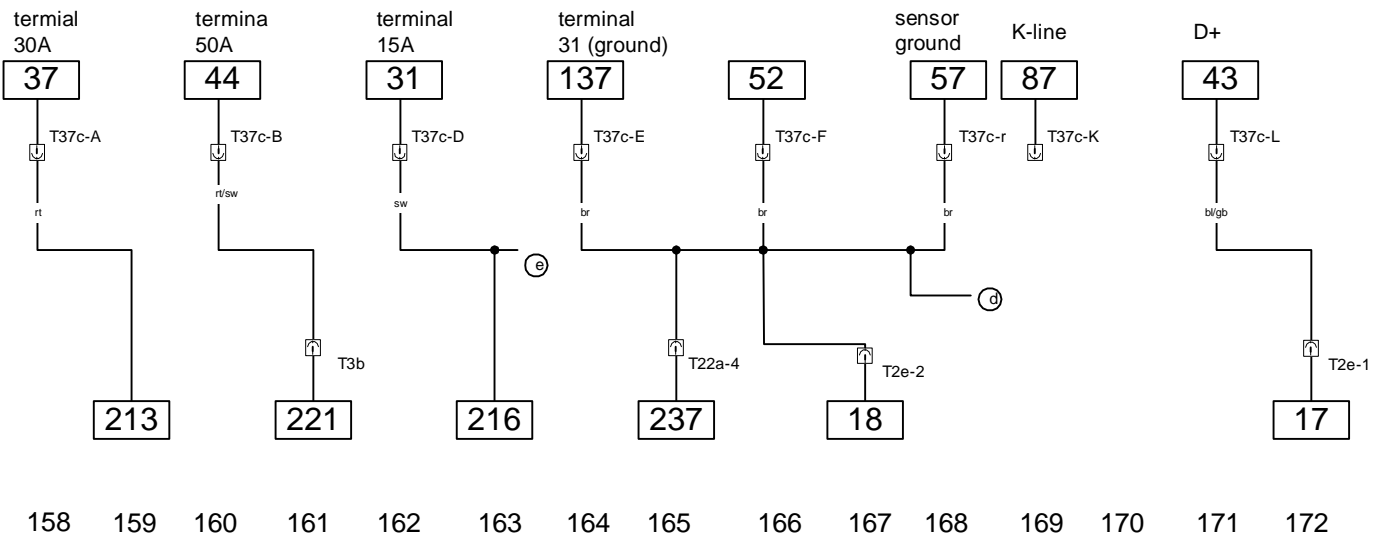 termial
30A
termina
50A
terminal
15A
terminal
31 (ground)
sensor
ground
K-line
D+
37
44
31
137
52
57
87
43
T37c-A
T37c-B
T37c-D
T37c-E
T37c-F
T37c-r
T37c-K
T37c-L
rt
rt/sw
sw
br
br
br
bl/gb
e
d
T3b
T22a-4
T2e-2
T2e-1
213
221
216
237
18
17
158 159 160 161 162 163 164 165 166 167 168 169 170 171 172